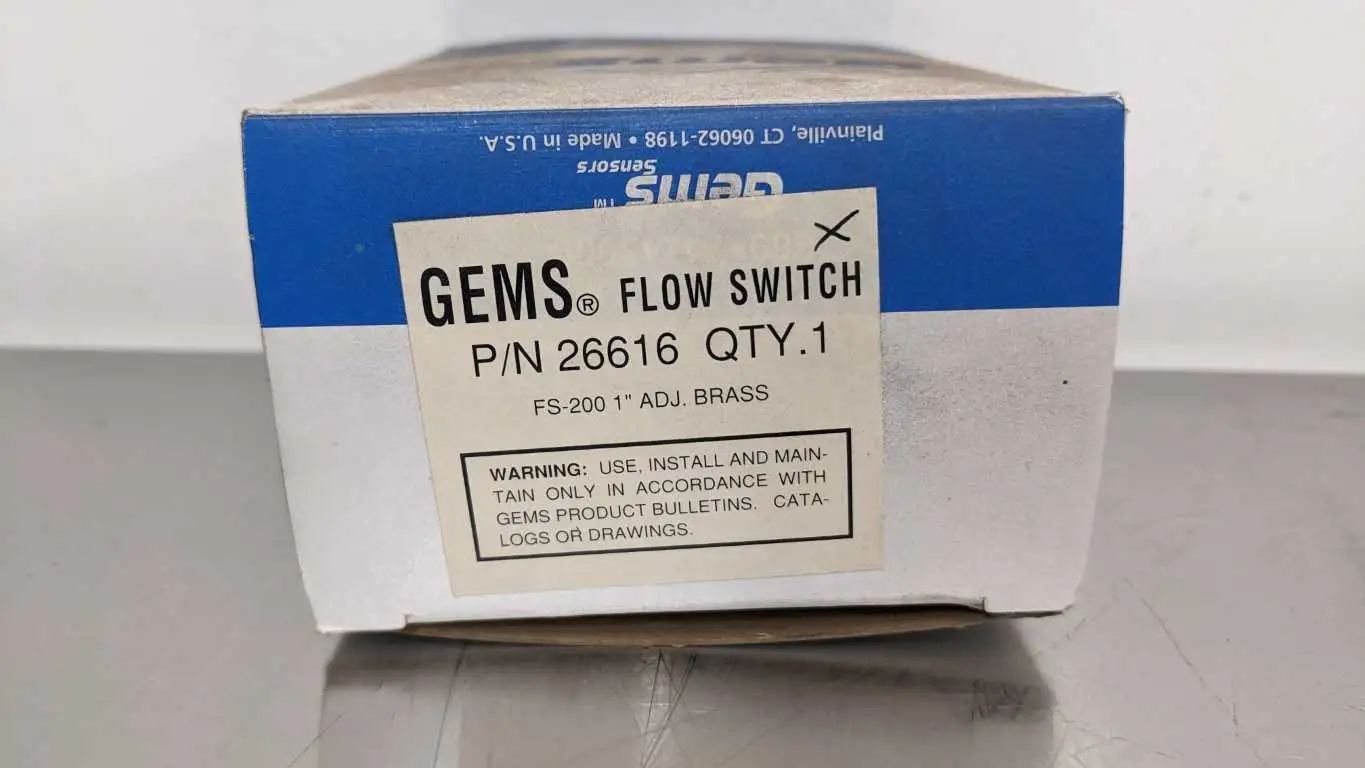 Plainville, CT 06062-1198 • Made in U.S.A.
Gems™
Sensors
X
GEMS® FLOW SWITCH
P/N 26616 QTY.1
FS-200 1" ADJ. BRASS
WARNING: USE, INSTALL AND MAIN-
TAIN ONLY IN ACCORDANCE WITH
GEMS PRODUCT BULLETINS. CATA-
LOGS OR DRAWINGS.